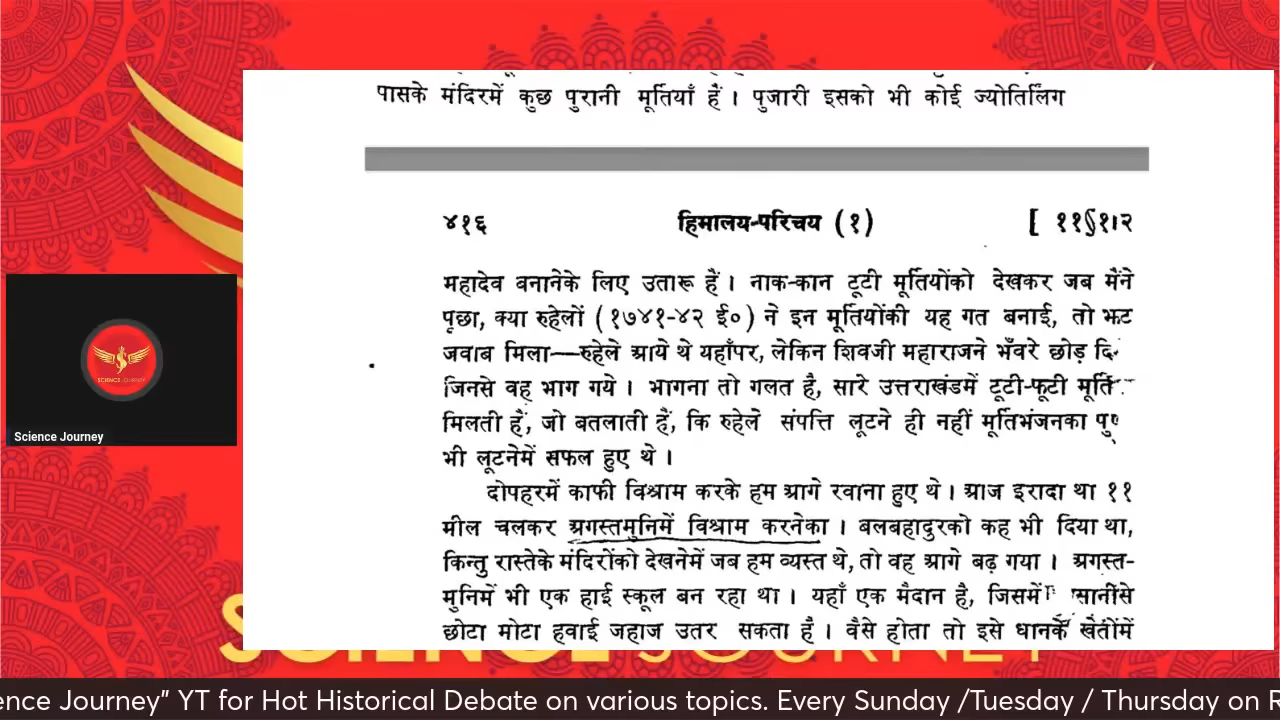 पासके मंदिरमें कुछ पुरानी मूर्तियाँ हैं । पुजारी इसको भी कोई ज्योतिर्लिंग
४१६ हिमालय-परिचय (१) [ ११§१।२
महादेव बनानेके लिए उतारू हैं । नाक-कान टूटी मूर्तियोंको देखकर जब मैंने
पूछा, क्या रुहेलों (१७४१-४२ ई०) ने इन मूर्तियोंकी यह गत बनाई, तो झट
जवाब मिला—रुहेले आये थे यहाँपर, लेकिन शिवजी महाराजने भँवरे छोड़
जिनसे वह भाग गये । भागना तो गलत है, सारे उत्तराखंडमें टूटी-फूटी
मिलती हैं, जो बतलाती हैं, कि रुहेले संपत्ति लूटने ही नहीं मूर्तिभंजनका
भी लूटनेमें सफल हुए थे ।
दोपहरमें काफी विश्राम करके हम आगे रवाना हुए थे । आज इरादा था ११
मील चलकर अगस्तमुनिमें विश्राम करनेका । बलबहादुरको कह भी दिया था,
किन्तु रास्तेके मंदिरोंको देखनेमें जब हम व्यस्त थे, तो वह आगे बढ़ गया । अगस्त-
मुनिमें भी एक हाई स्कूल बन रहा था । यहाँ एक मैदान है, जिसमें
छोटा मोटा हवाई जहाज उतर सकता है । वैसे होता तो इसे धानके खेतोंमें
SCIENCE JOURNEY
Science Journey
SCIENCE JOURNEY
ence Journey" YT for Hot Historical Debate on various topics. Every Sunday /Tuesday / Thursday on